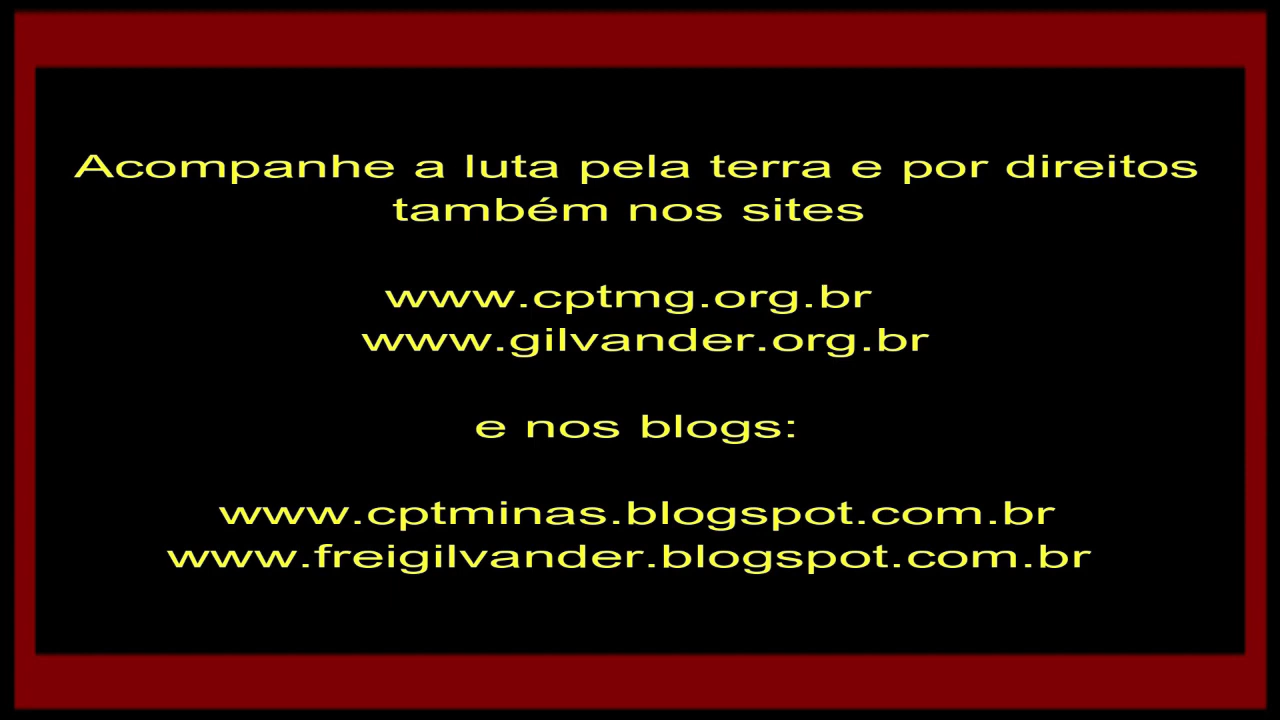 Acompanhe a luta pela terra e por direitos
também nos sites
www.cptmg.org.br
www.gilvander.org.br
e nos blogs:
www.cptminas.blogspot.com.br
www.freigilvander.blogspot.com.br